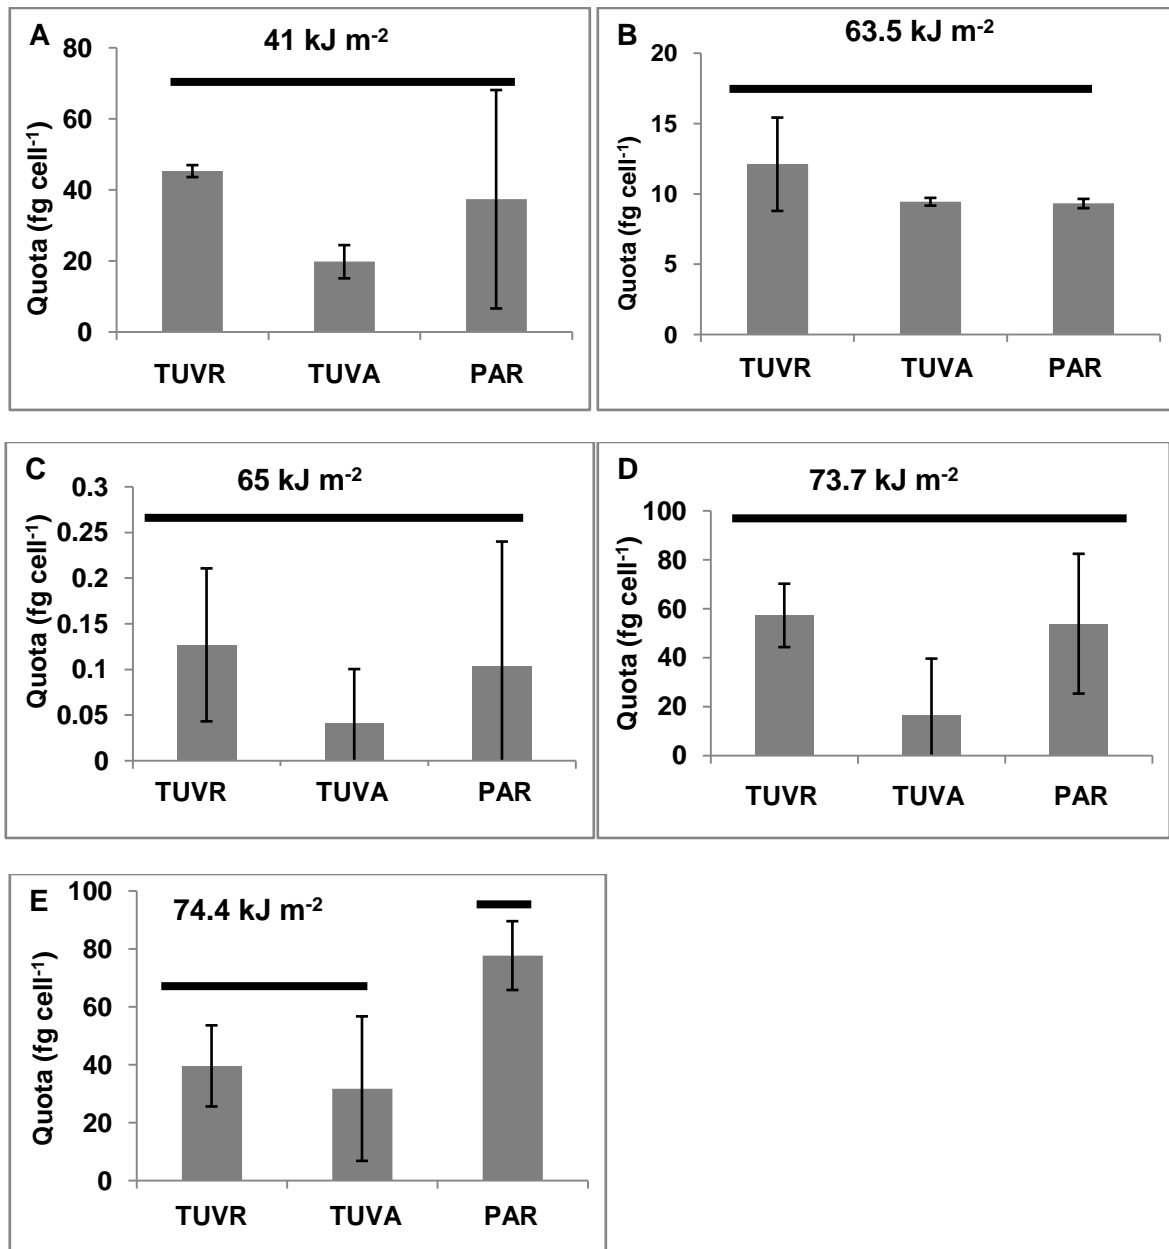 A
41 kJ m-2
Quota (fg cell-1)
80
60
40
20
0
TUVR TUVA PAR
B
63.5 kJ m-2
Quota (fg cell-1)
20
15
10
5
0
TUVR TUVA PAR
C
65 kJ m-2
Quota (fg cell-1)
0.3
0.25
0.2
0.15
0.1
0.05
0
TUVR TUVA PAR
D
73.7 kJ m-2
Quota (fg cell-1)
100
80
60
40
20
0
TUVR TUVA PAR
E
74.4 kJ m-2
Quota (fg cell-1)
100
80
60
40
20
0
TUVR TUVA PAR